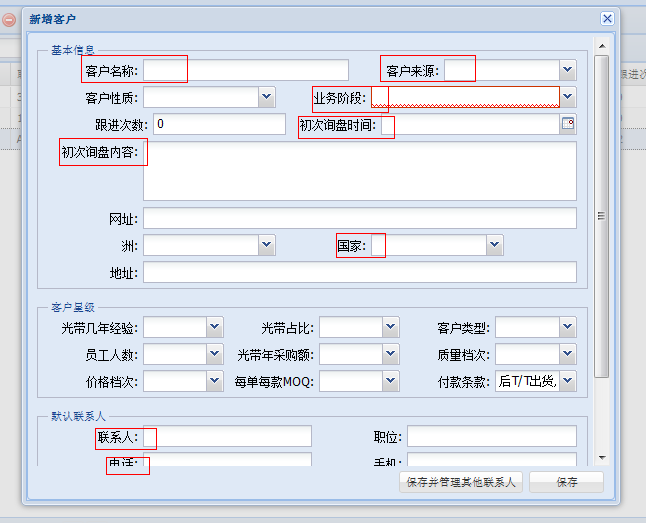 新增客户
基本信息
客户名称: 客户来源:
客户性质: 业务阶段:
跟进次数: 0 初次询盘时间:
初次询盘内容:
网址:
洲: 国家:
地址:
客户星级
光带几年经验: 光带占比: 客户类型:
员工人数: 光带年采购额: 质量档次:
价格档次: 每单每款MOQ: 付款条款: 后T/T出货,
默认联系人
联系人: 职位:
电话: 手机:
保存并管理其他联系人 保存